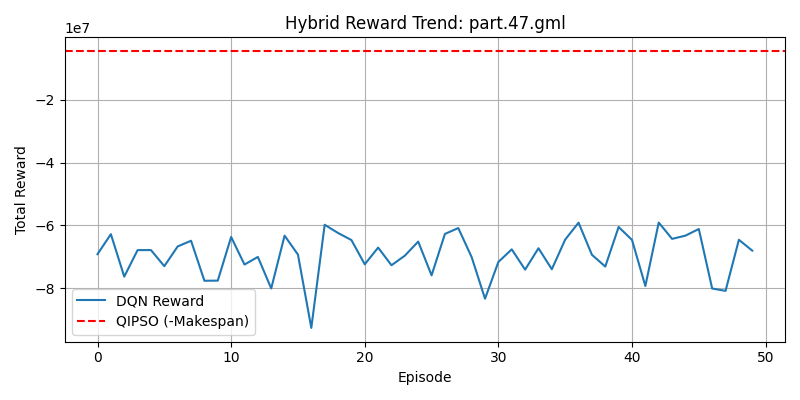 Hybrid Reward Trend: part.47.gml
1e7
−2
−4
−6
−8
Total Reward
DQN Reward
QIPSO (-Makespan)
0
10
20
30
40
50
Episode